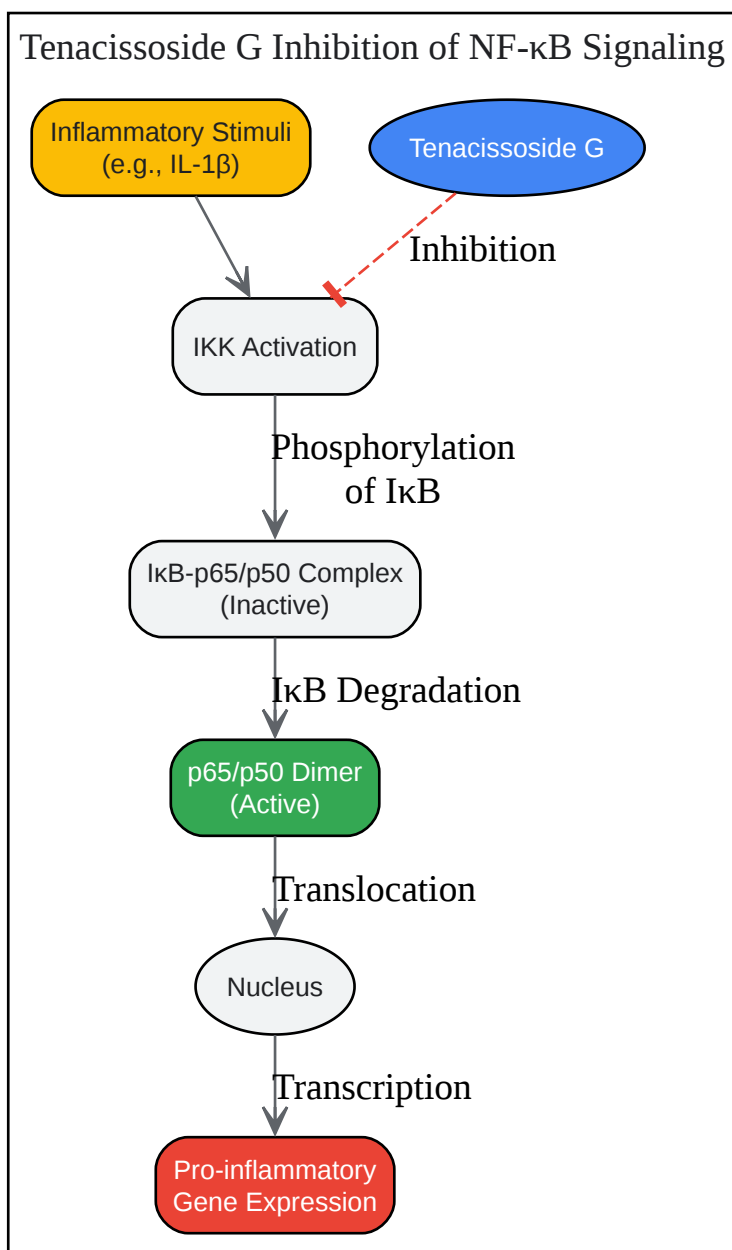 Tenacissoside G Inhibition of NF-κB Signaling
Inflammatory Stimuli
(e.g., IL-1β)
Tenacissoside G
Inhibition
IKK Activation
Phosphorylation
of IκB
IκB-p65/p50 Complex
(Inactive)
IκB Degradation
p65/p50 Dimer
(Active)
Translocation
Nucleus
Transcription
Pro-inflammatory
Gene Expression